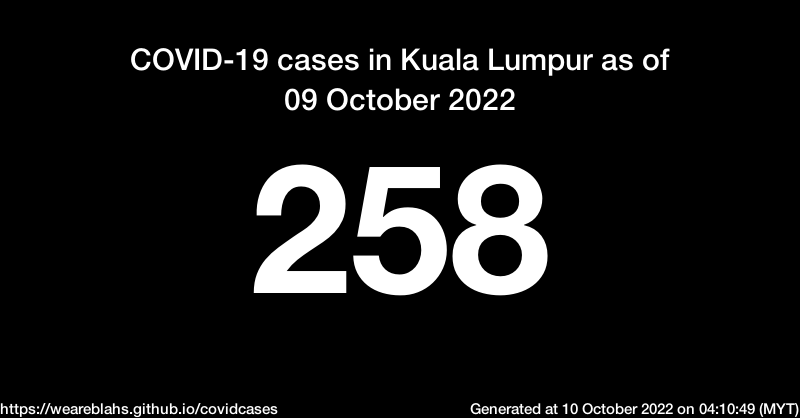 COVID-19 cases in Kuala Lumpur as of
09 October 2022
258
https://weareblahs.github.io/covidcases
Generated at 10 October 2022 on 04:10:49 (MYT)